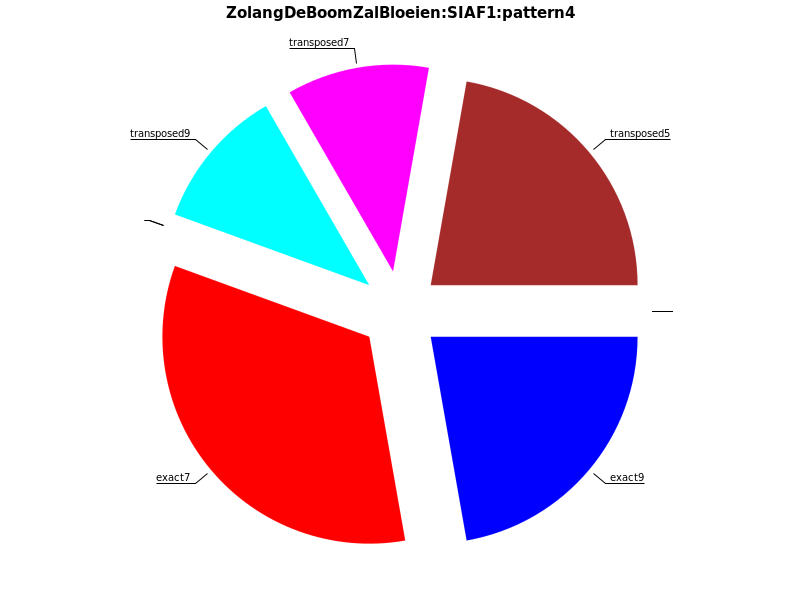 ZolangDeBoomZalBloeien:SIAF1:pattern4
transposed7
transposed9
transposed5
exact7
exact9